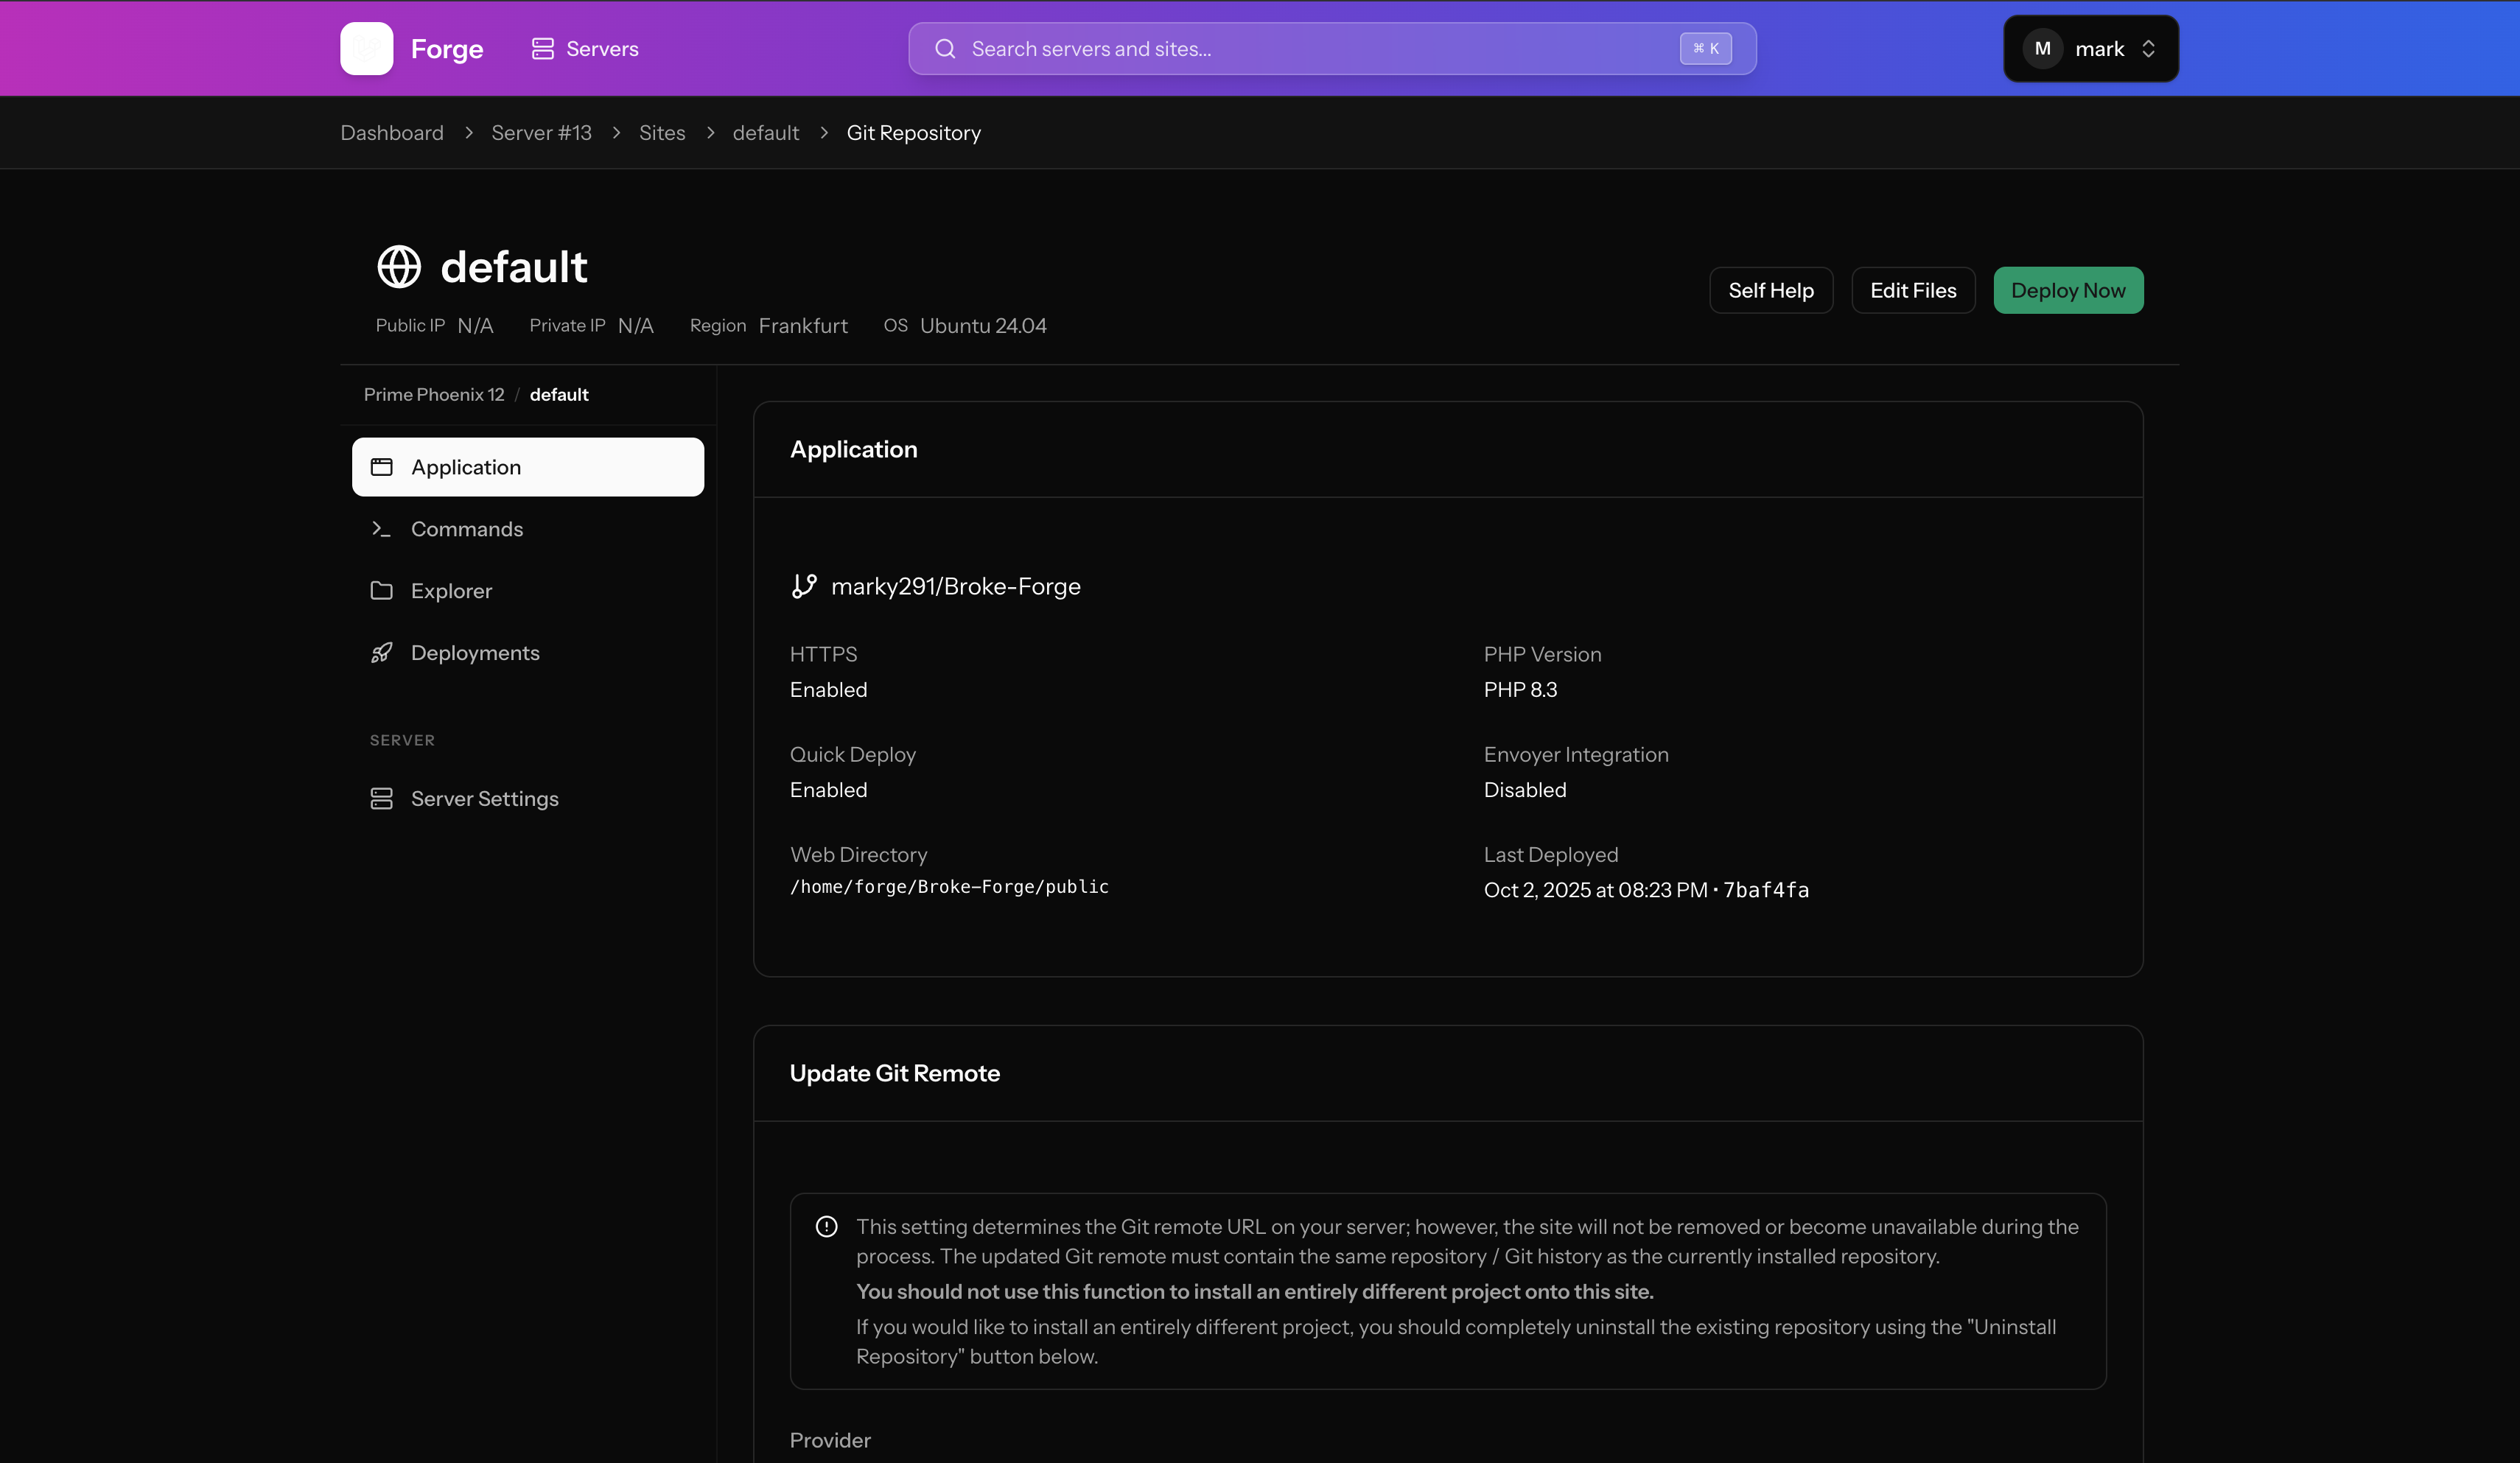 Forge
Servers
Search servers and sites...
⌘ K
M
mark
Dashboard > Server #13 > Sites > default > Git Repository
default
Public IP N/A Private IP N/A Region Frankfurt OS Ubuntu 24.04
Self Help
Edit Files
Deploy Now
Prime Phoenix 12 / default
Application
Commands
Explorer
Deployments
SERVER
Server Settings
Application
marky291/Broke-Forge
HTTPS
Enabled
PHP Version
PHP 8.3
Quick Deploy
Enabled
Envoyer Integration
Disabled
Web Directory
/home/forge/Broke-Forge/public
Last Deployed
Oct 2, 2025 at 08:23 PM • 7baf4fa
Update Git Remote
This setting determines the Git remote URL on your server; however, the site will not be removed or become unavailable during the
process. The updated Git remote must contain the same repository / Git history as the currently installed repository.
You should not use this function to install an entirely different project onto this site.
If you would like to install an entirely different project, you should completely uninstall the existing repository using the "Uninstall
Repository" button below.
Provider